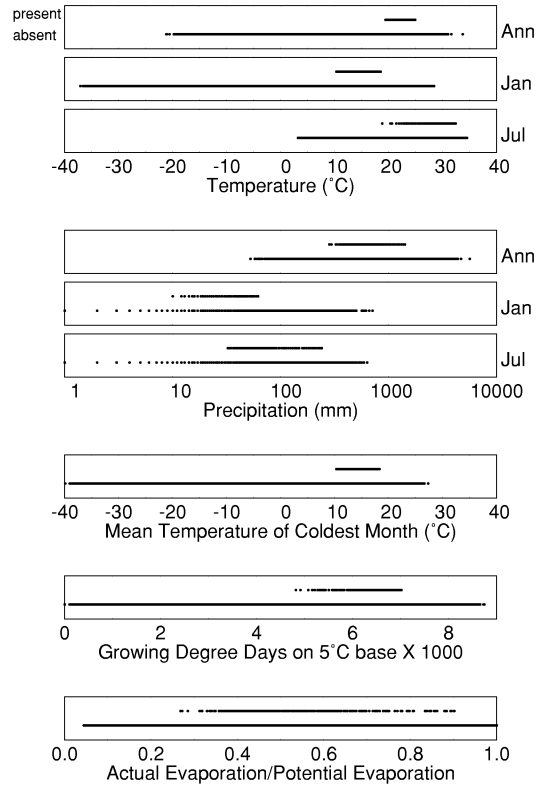 present
absent
Ann
Jan
Jul
-40 -30 -20 -10 0 10 20 30 40
Temperature (˚C)
Ann
Jan
Jul
1 10 100 1000 10000
Precipitation (mm)
-40 -30 -20 -10 0 10 20 30 40
Mean Temperature of Coldest Month (˚C)
0 2 4 6 8
Growing Degree Days on 5˚C base X 1000
0.0 0.2 0.4 0.6 0.8 1.0
Actual Evaporation/Potential Evaporation